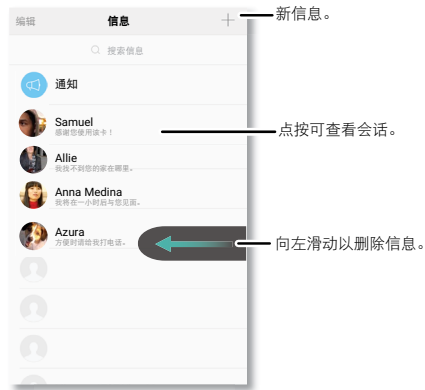 编辑
信息
新信息。
搜索信息
通知
Samuel
感谢您使用该卡！
点按可查看会话。
Allie
我找不到您的家在哪里。
Anna Medina
我将在一小时后与您见面。
Azura
方便时请给我打电话。
向左滑动以删除信息。